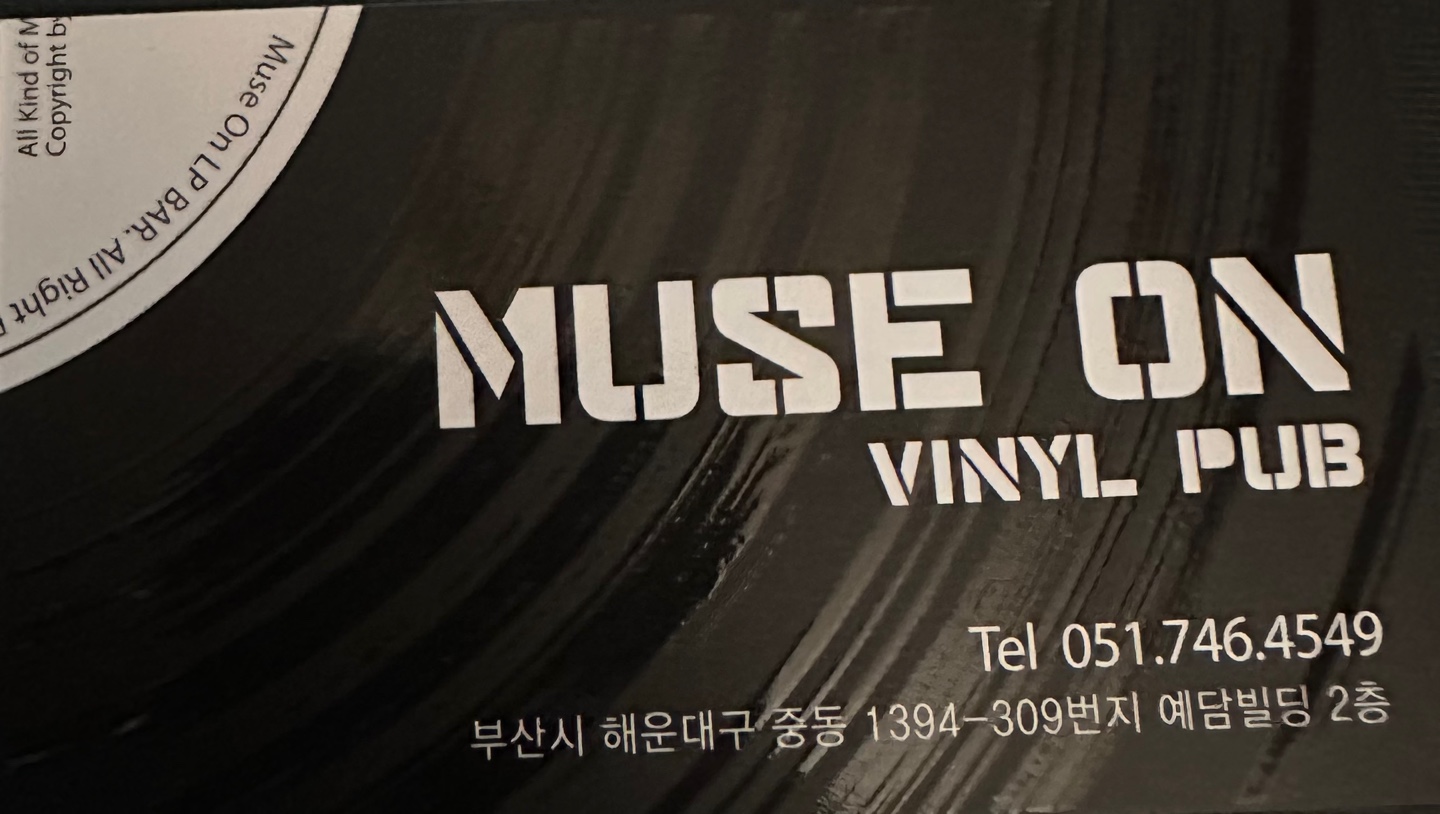 All Kind of M
Copyright by
Muse On LP BAR. All Right
MUSE ON
VINYL PUB
Tel 051.746.4549
부산시 해운대구 중동 1394-309번지 예담빌딩 2층